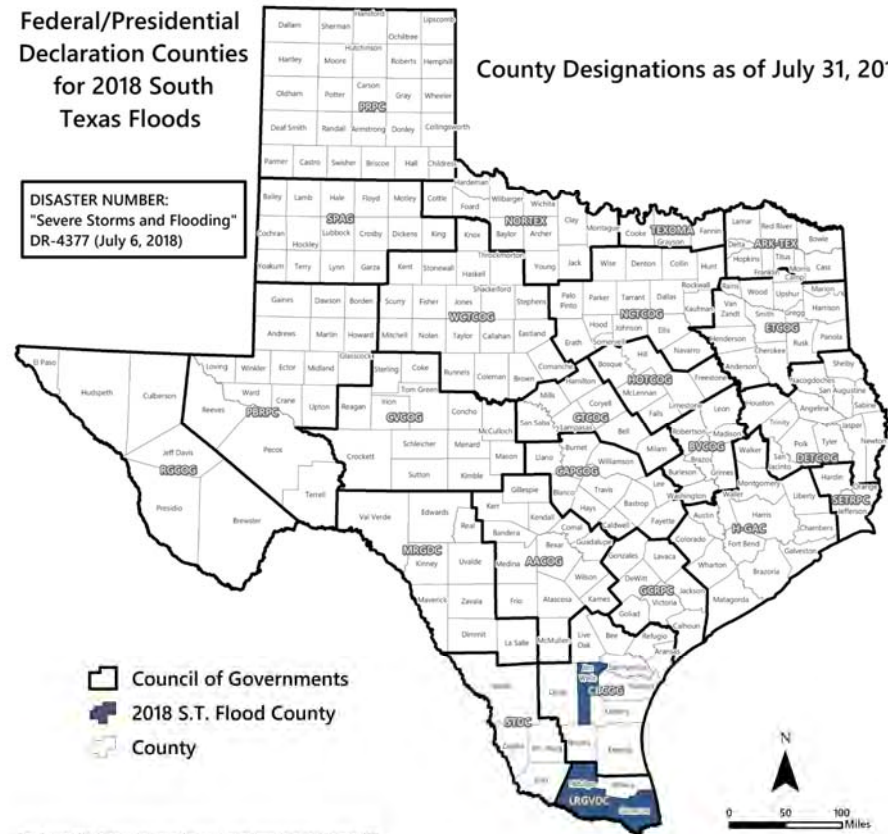 Federal/Presidential
Declaration Counties
for 2018 South
Texas Floods
County Designations as of July 31, 201
DISASTER NUMBER:
"Severe Storms and Flooding"
DR-4377 (July 6, 2018)
Dallam Sherman Hansford Ochiltree Lipscomb
Hartley Moore Hutchinson Roberts Hemphill
Oldham Potter Carson Gray Wheeler
PRPC
Deaf Smith Randall Armstrong Donley Collingsworth
Parmer Castro Swisher Briscoe Hall Childress
Bailey Lamb Hale Floyd Motley Cottle
SPAG
Cochran Hockley Lubbock Crosby Dickens King
Yoakum Terry Lynn Garza
Hardeman Foard Wilbarger Wichita Clay Montague
NORTEX
Knox Baylor Archer Young Jack
Cooke Grayson Fannin
TEXOMA
Lamar Red River Bowie
ARK-TEX
Delta Hopkins Franklin Titus Morris Cass
Kent Stonewall Haskell Throckmorton
Scurry Fisher Jones Shackelford Stephens
WCTCOG
Mitchell Nolan Taylor Callahan Eastland
Runnels Coleman Brown Comanche
Wise Denton Collin Hunt
Palo Pinto Parker Tarrant Dallas Rockwall Kaufman
NCTCOG
Erath Hood Somervell Johnson Ellis Navarro
Rains Wood Camp Upshur Marion
Van Zandt Smith Gregg Harrison
ETCOG
Henderson Cherokee Rusk Panola
Anderson
Gaines Dawson Borden
Andrews Martin Howard
Loving Winkler Ector Midland Glasscock
Reeves Ward Crane Upton
PBRPC
Pecos
Terrell
El Paso Hudspeth Culberson
Jeff Davis
RGCOG
Presidio Brewster
Sterling Coke
Reagan Irion Tom Green Concho McCulloch
CVCOG
Crockett Schleicher Menard Mason
Sutton Kimble
Bosque Hill Freestone
HOTCOG
McLennan Limestone
Falls
Mills Hamilton
San Saba Lampasas Coryell Bell Milam
CTCOG
Leon
Robertson Madison
BVCOG
Brazos Grimes
Burleson Washington
Shelby
Nacogdoches San Augustine Sabine
Houston Angelina
Trinity Polk Tyler Jasper Newton
DETCOG
San Jacinto
Llano Burnet Williamson
CAPCOG
Blanco Travis Lee
Hays Bastrop
Caldwell Fayette
Hardin Orange
SETRPC
Jefferson
Walker
Montgomery Liberty
Austin Waller Harris Chambers
H-GAC
Colorado Fort Bend Galveston
Wharton Brazoria
Matagorda
Val Verde Edwards Real
MRGDC
Kinney Uvalde
Maverick Zavala
Dimmit La Salle
Gillespie
Kerr Kendall Comal
Bandera Bexar Guadalupe
AACOG
Medina Wilson
Frio Atascosa Karnes
McMullen
Gonzales Lavaca
DeWitt Jackson
GCRPC
Victoria
Goliad Calhoun
Live Oak Bee Refugio
Aransas
Jim Wells
CBCOG
Kleberg
Brooks Kenedy
STDC
Zapata Jim Hogg
Starr
LRGVDC
Council of Governments
2018 S.T. Flood County
County
N
0 50 100
Miles